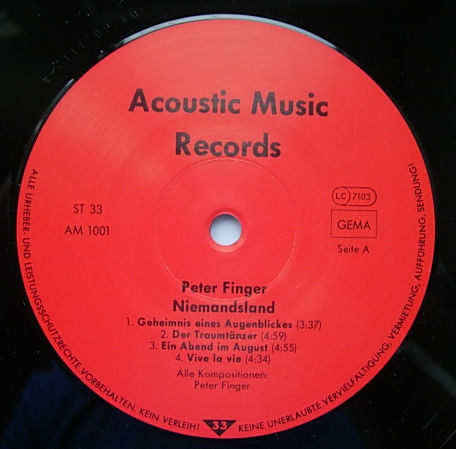 Acoustic Music
Records
ST 33
AM 1001
LC 7103
GEMA
Seite A
Peter Finger
Niemandsland
1. Geheimnis eines Augenblickes (3:37)
2. Der Traumtänzer (4:59)
3. Ein Abend im August (4:55)
4. Vive la vie (4:34)
Alle Kompositionen:
Peter Finger
ALLE URHEBER- UND LEISTUNGSSCHUTZRECHTE VORBEHALTEN. KEIN VERLEIH!
33
KEINE UNERLAUBTE VERVIELFÄLTIGUNG, VERMIETUNG, AUFFÜHRUNG, SENDUNG!